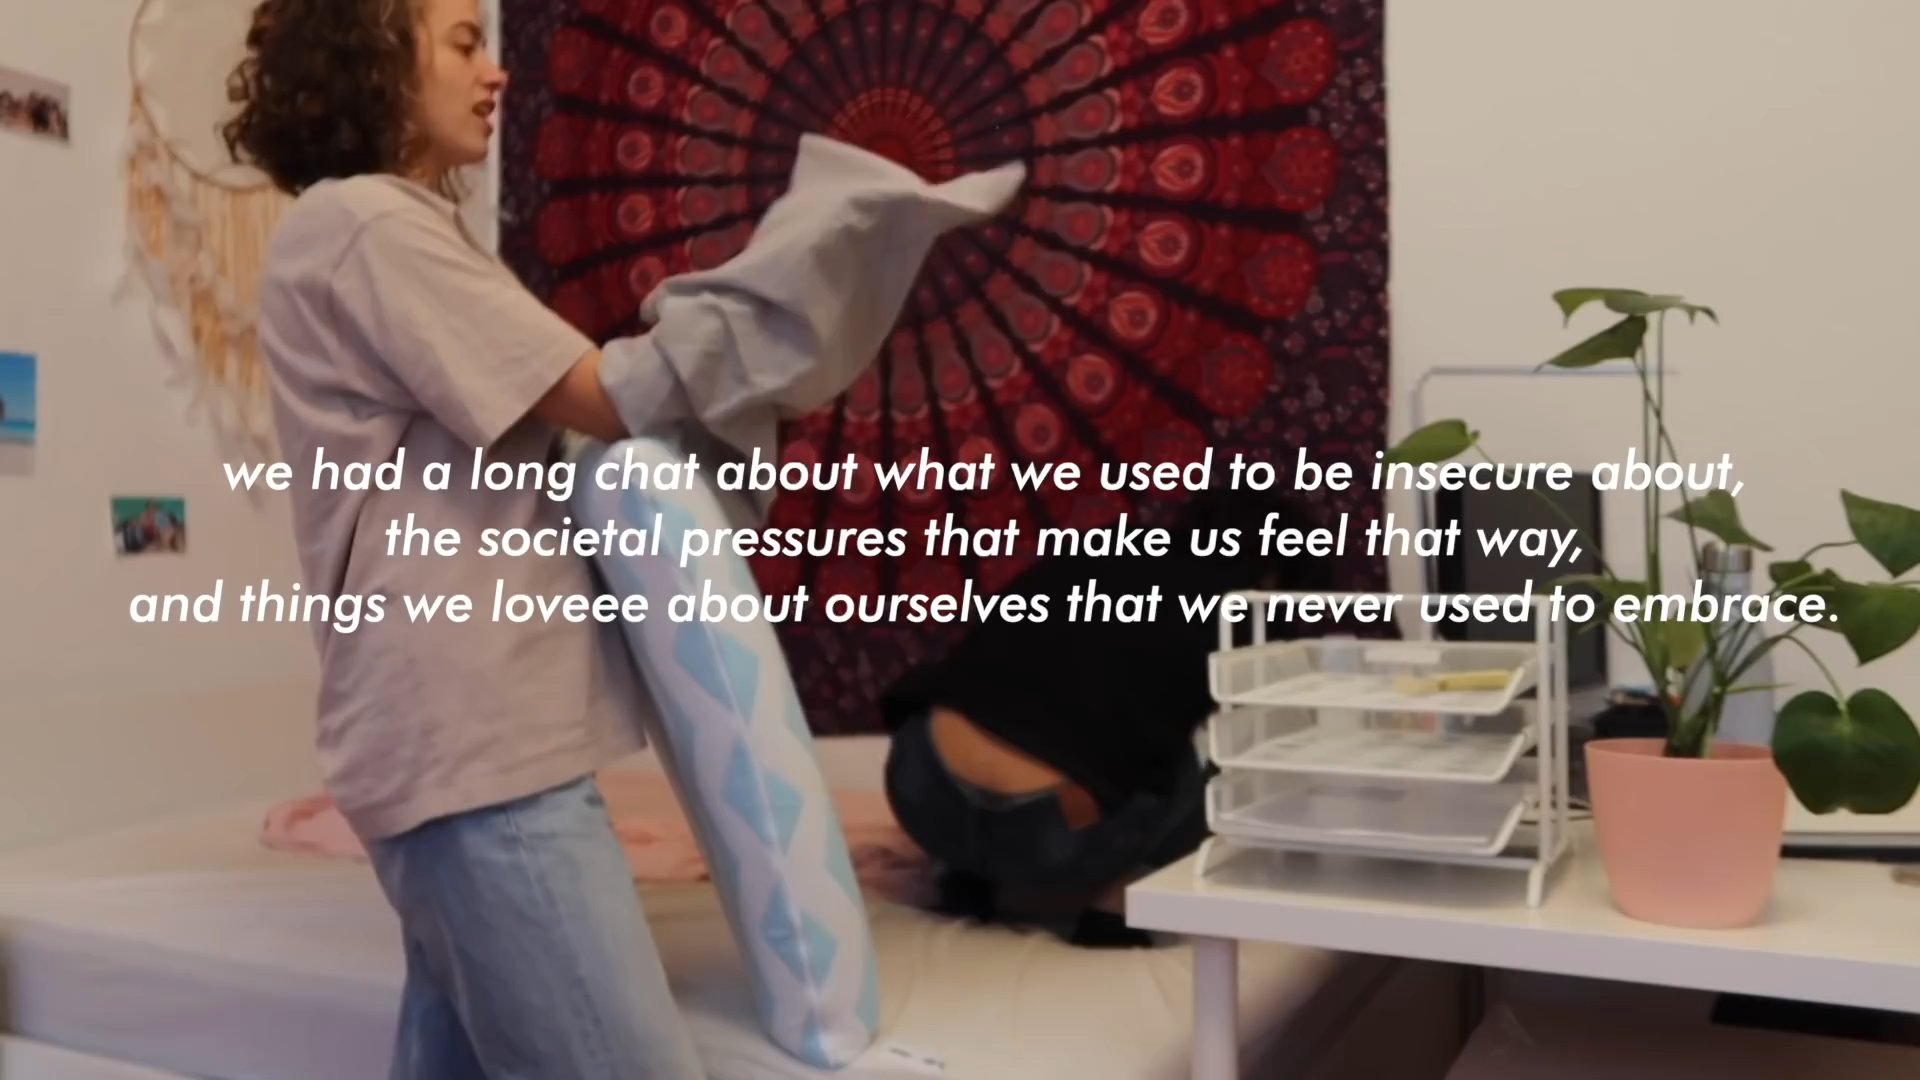 we had a long chat about what we used to be insecure about,
the societal pressures that make us feel that way,
and things we loveee about ourselves that we never used to embrace.